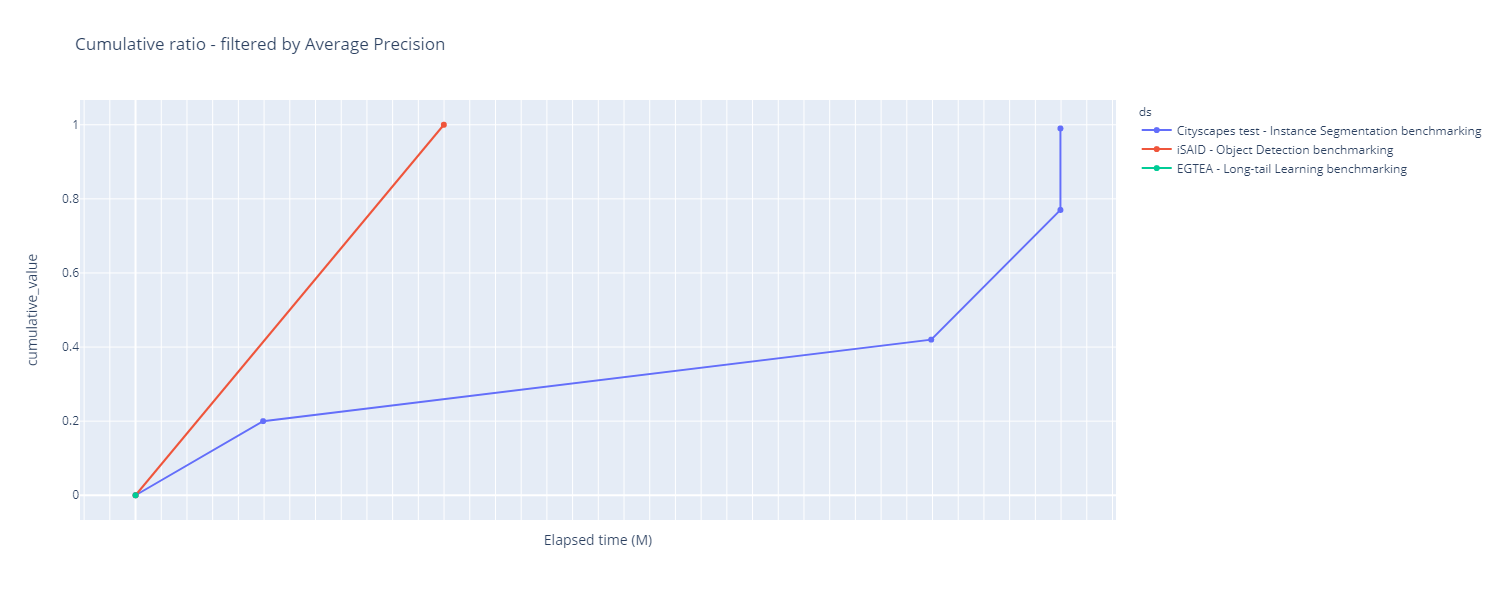 Cumulative ratio - filtered by Average Precision
ds
Cityscapes test - Instance Segmentation benchmarking
iSAID - Object Detection benchmarking
EGTEA - Long-tail Learning benchmarking
1
0.8
0.6
0.4
0.2
0
cumulative_value
Elapsed time (M)